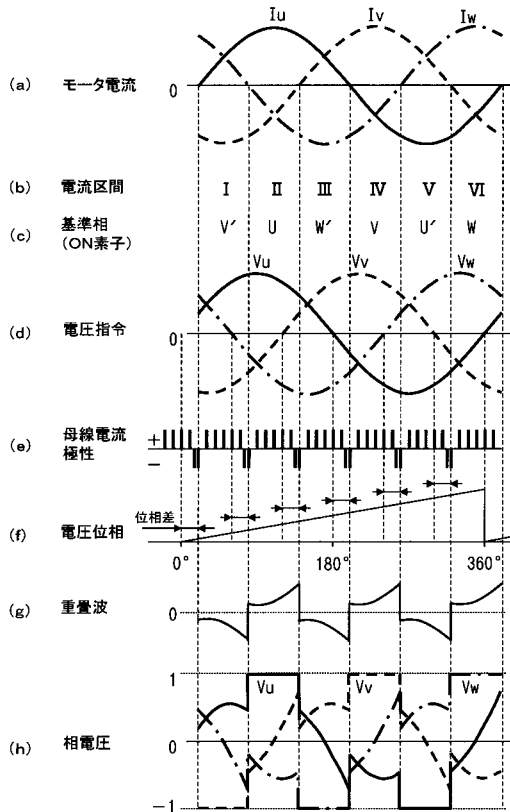 Iu Iv Iw
(a) モータ電流 0
(b) 電流区間 Ⅰ Ⅱ Ⅲ Ⅳ Ⅴ Ⅵ
(c) 基準相 V′ U W′ V U′ W
(ON素子)
Vu Vv Vw
(d) 電圧指令 0
(e) 母線電流 +
極性 −
位相差
(f) 電圧位相
0° 180° 360°
(g) 重畳波 0
1
Vu Vv Vw
(h) 相電圧 0
−1